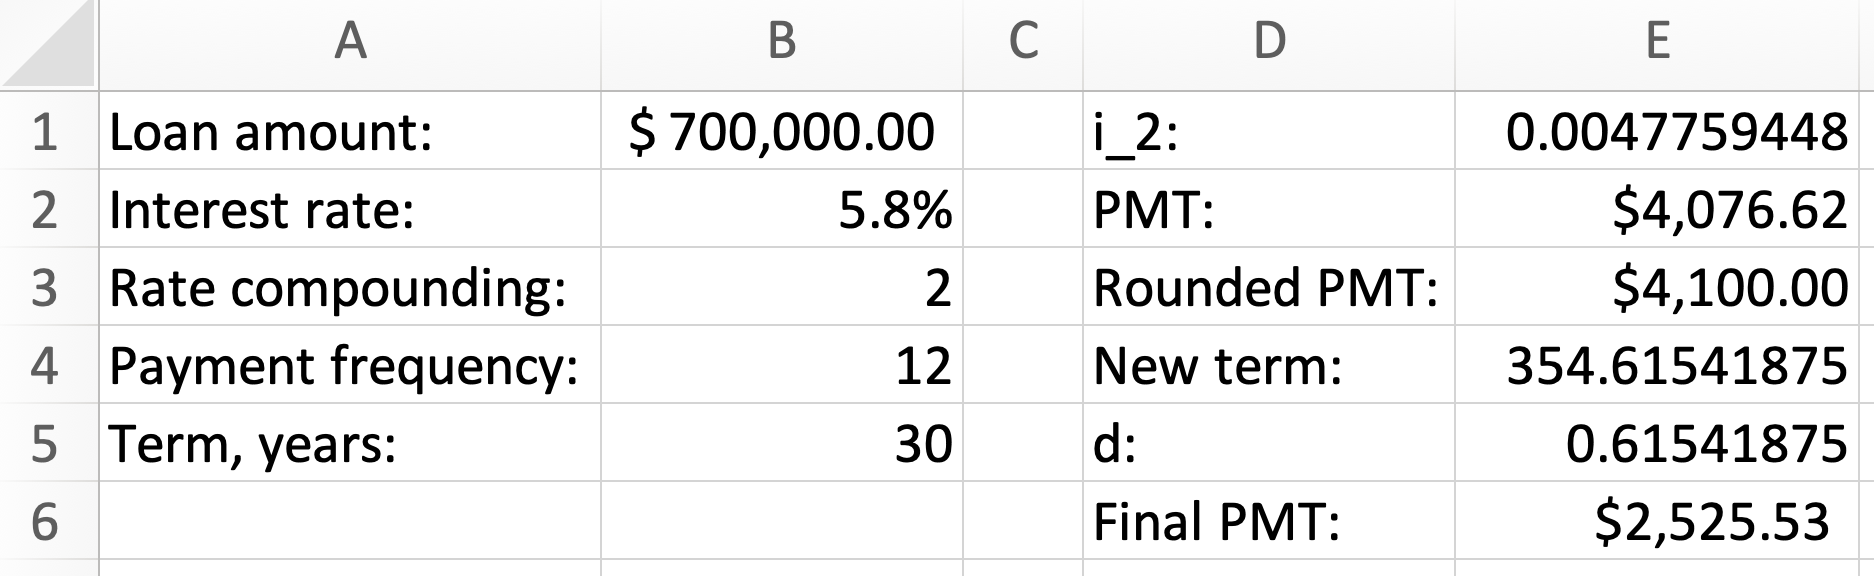 A B C D E
1 Loan amount: $ 700,000.00 i_2: 0.0047759448
2 Interest rate: 5.8% PMT: $4,076.62
3 Rate compounding: 2 Rounded PMT: $4,100.00
4 Payment frequency: 12 New term: 354.61541875
5 Term, years: 30 d: 0.61541875
6 Final PMT: $2,525.53